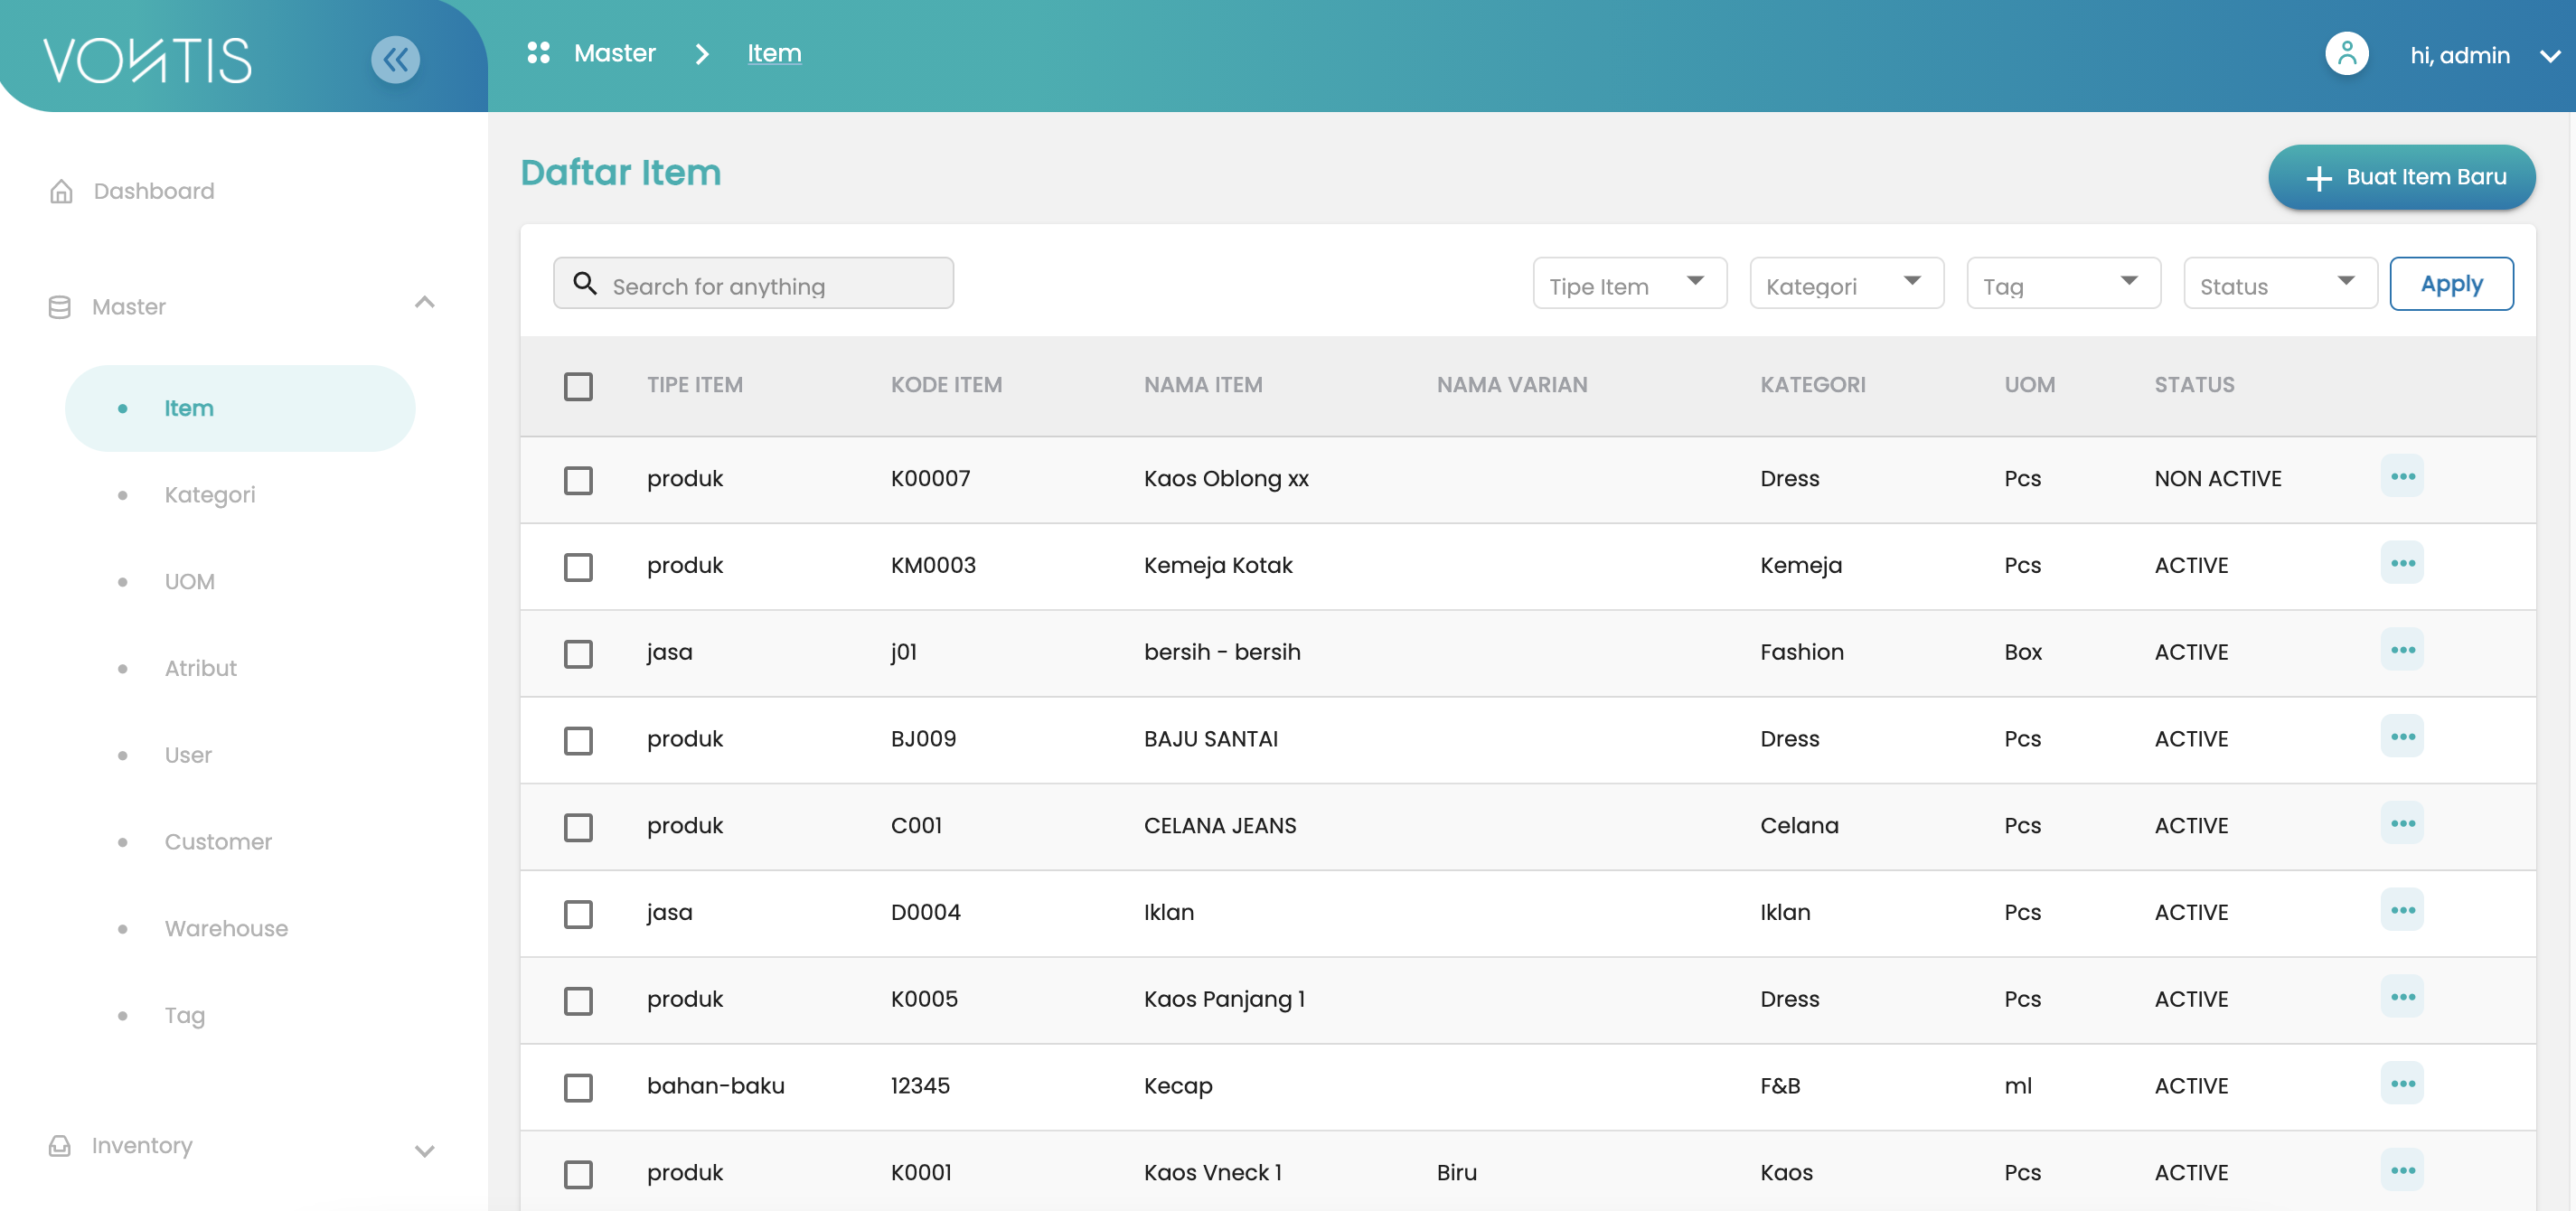 VONTIS
Master > Item
hi, admin
Dashboard
Master
Item
Kategori
UOM
Atribut
User
Customer
Warehouse
Tag
Inventory
Daftar Item
+ Buat Item Baru
Search for anything
Tipe Item Kategori Tag Status Apply
TIPE ITEM KODE ITEM NAMA ITEM NAMA VARIAN KATEGORI UOM STATUS
produk K00007 Kaos Oblong xx Dress Pcs NON ACTIVE
produk KM0003 Kemeja Kotak Kemeja Pcs ACTIVE
jasa j01 bersih - bersih Fashion Box ACTIVE
produk BJ009 BAJU SANTAI Dress Pcs ACTIVE
produk C001 CELANA JEANS Celana Pcs ACTIVE
jasa D0004 Iklan Iklan Pcs ACTIVE
produk K0005 Kaos Panjang 1 Dress Pcs ACTIVE
bahan-baku 12345 Kecap F&B ml ACTIVE
produk K0001 Kaos Vneck 1 Biru Kaos Pcs ACTIVE